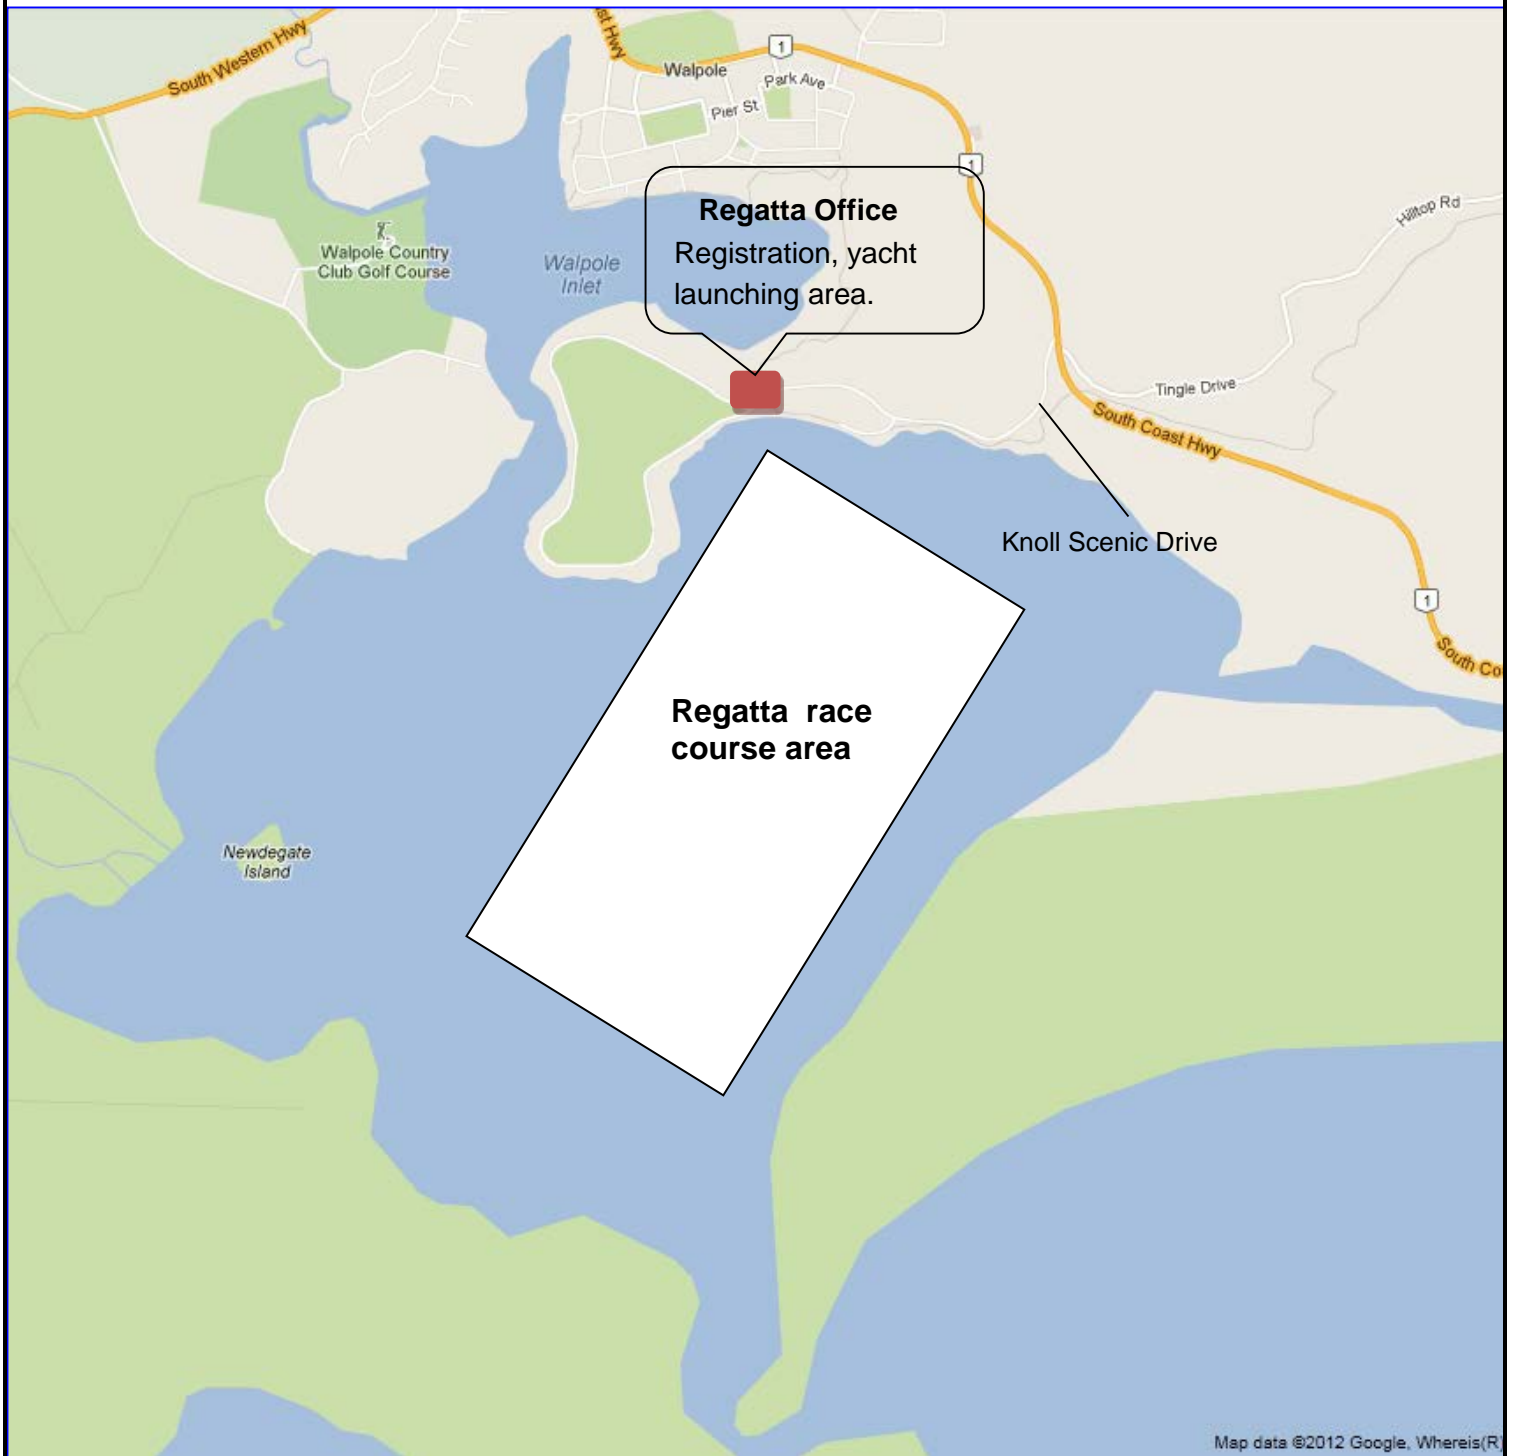 South Western Hwy
st Hwy
1
Walpole
Park Ave
Pier St
1
Regatta Office
Registration, yacht
launching area.
Hilltop Rd
Walpole Country
Club Golf Course
Walpole
Inlet
Tingle Drive
South Coast Hwy
Knoll Scenic Drive
1
South Co
Regatta race
course area
Newdegate
Island
Map data ©2012 Google, Whereis(R)